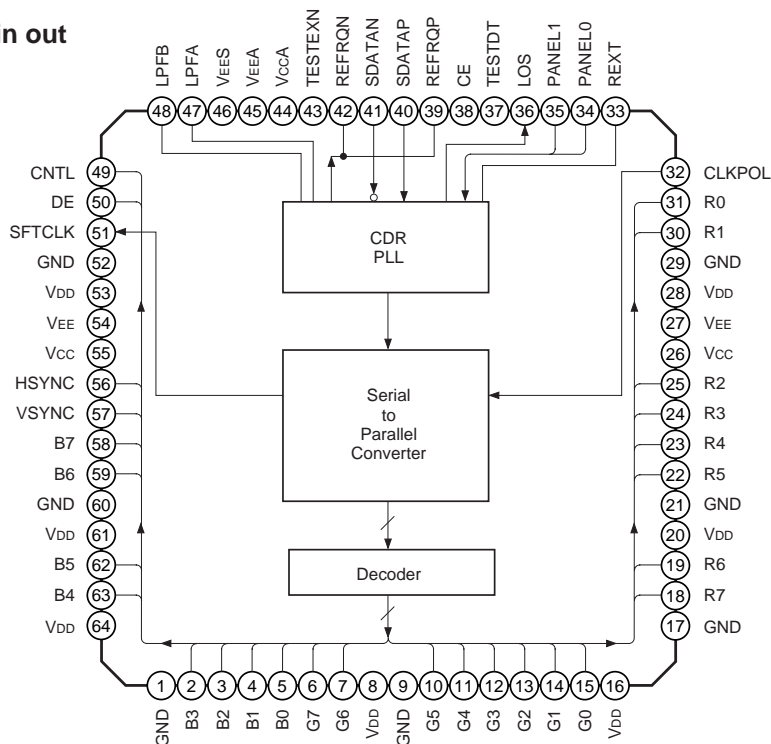 in out
LPFB
LPFA
VEES
VEEA
VCCA
TESTEXN
REFRQN
SDATAN
SDATAP
REFRQP
CE
TESTDT
LOS
PANEL1
PANEL0
REXT
48 47 46 45 44 43 42 41 40 39 38 37 36 35 34 33
CNTL 49
DE 50
SFTCLK 51
GND 52
VDD 53
VEE 54
VCC 55
HSYNC 56
VSYNC 57
B7 58
B6 59
GND 60
VDD 61
B5 62
B4 63
VDD 64
CDR
PLL
Serial
to
Parallel
Converter
Decoder
32 CLKPOL
31 R0
30 R1
29 GND
28 VDD
27 VEE
26 VCC
25 R2
24 R3
23 R4
22 R5
21 GND
20 VDD
19 R6
18 R7
17 GND
1 2 3 4 5 6 7 8 9 10 11 12 13 14 15 16
GND
B3
B2
B1
B0
G7
G6
VDD
GND
G5
G4
G3
G2
G1
G0
VDD